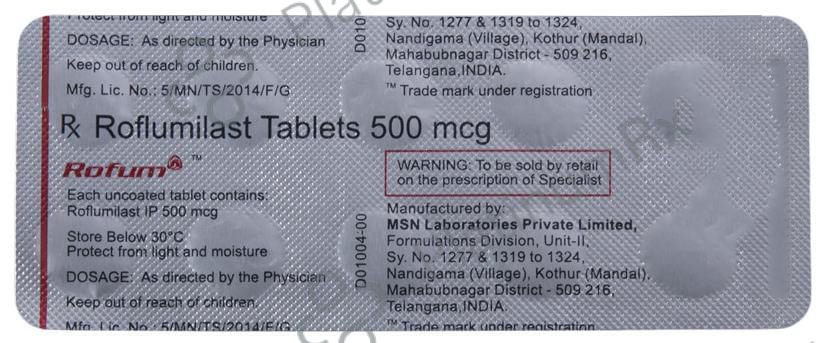 Protect from light and moisture
DOSAGE: As directed by the Physician
Keep out of reach of children.
Mfg. Lic. No.: 5/MN/TS/2014/F/G
D010
Sy. No. 1277 & 1319 to 1324,
Nandigama (Village), Kothur (Mandal),
Mahabubnagar District - 509 216,
Telangana,INDIA.
™ Trade mark under registration
Rx Roflumilast Tablets 500 mcg
Rofum ™
Each uncoated tablet contains:
Roflumilast IP 500 mcg
Store Below 30°C
Protect from light and moisture
DOSAGE: As directed by the Physician
Keep out of reach of children.
Mfg. Lic. No.: 5/MN/TS/2014/F/G
D01004-00
WARNING: To be sold by retail
on the prescription of Specialist
Manufactured by:
MSN Laboratories Private Limited,
Formulations Division, Unit-II,
Sy. No. 1277 & 1319 to 1324,
Nandigama (Village), Kothur (Mandal),
Mahabubnagar District - 509 216,
Telangana,INDIA.
™ Trade mark under registration